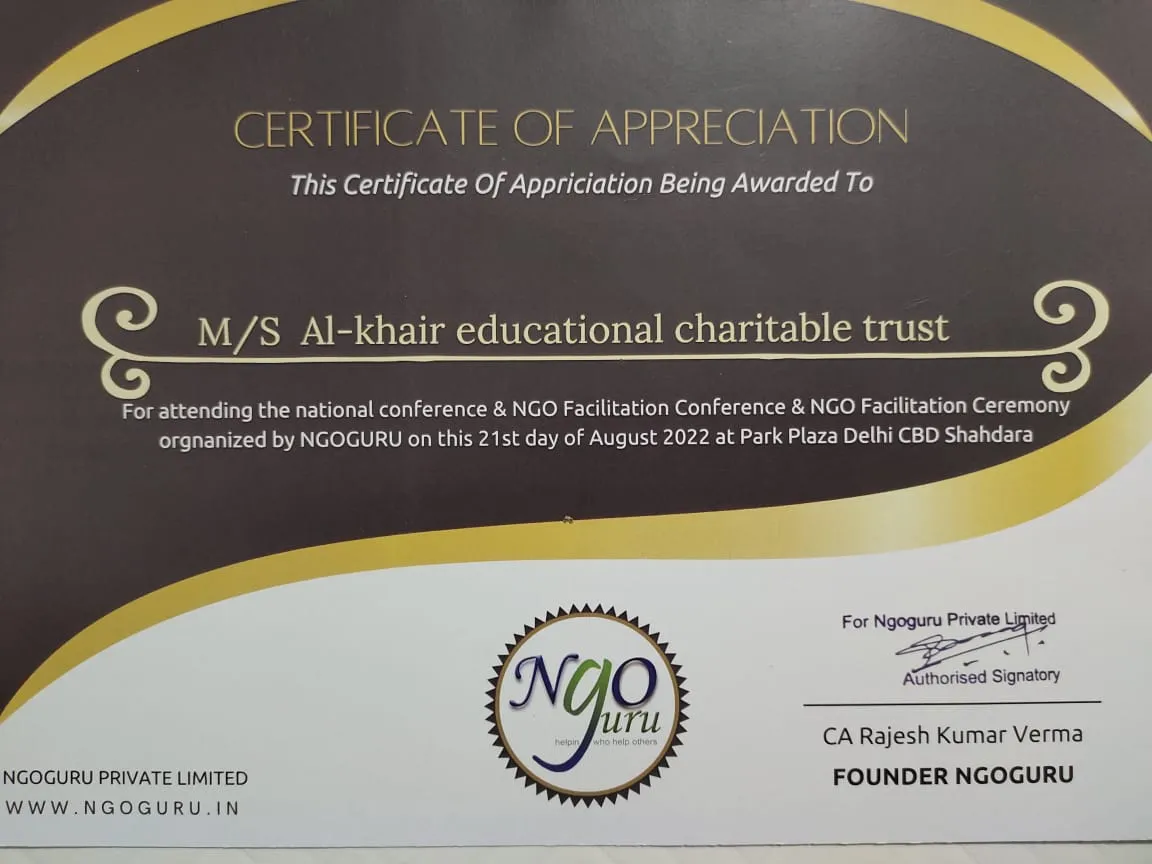 CERTIFICATE OF APPRECIATION
This Certificate Of Appriciation Being Awarded To
M/S Al-khair educational charitable trust
For attending the national conference & NGO Facilitation Conference & NGO Facilitation Ceremony
orgnanized by NGOGURU on this 21st day of August 2022 at Park Plaza Delhi CBD Shahdara
For Ngoguru Private Limited
Authorised Signatory
CA Rajesh Kumar Verma
FOUNDER NGOGURU
Ngo
guru
helpin who help others
NGOGURU PRIVATE LIMITED
WWW.NGOGURU.IN